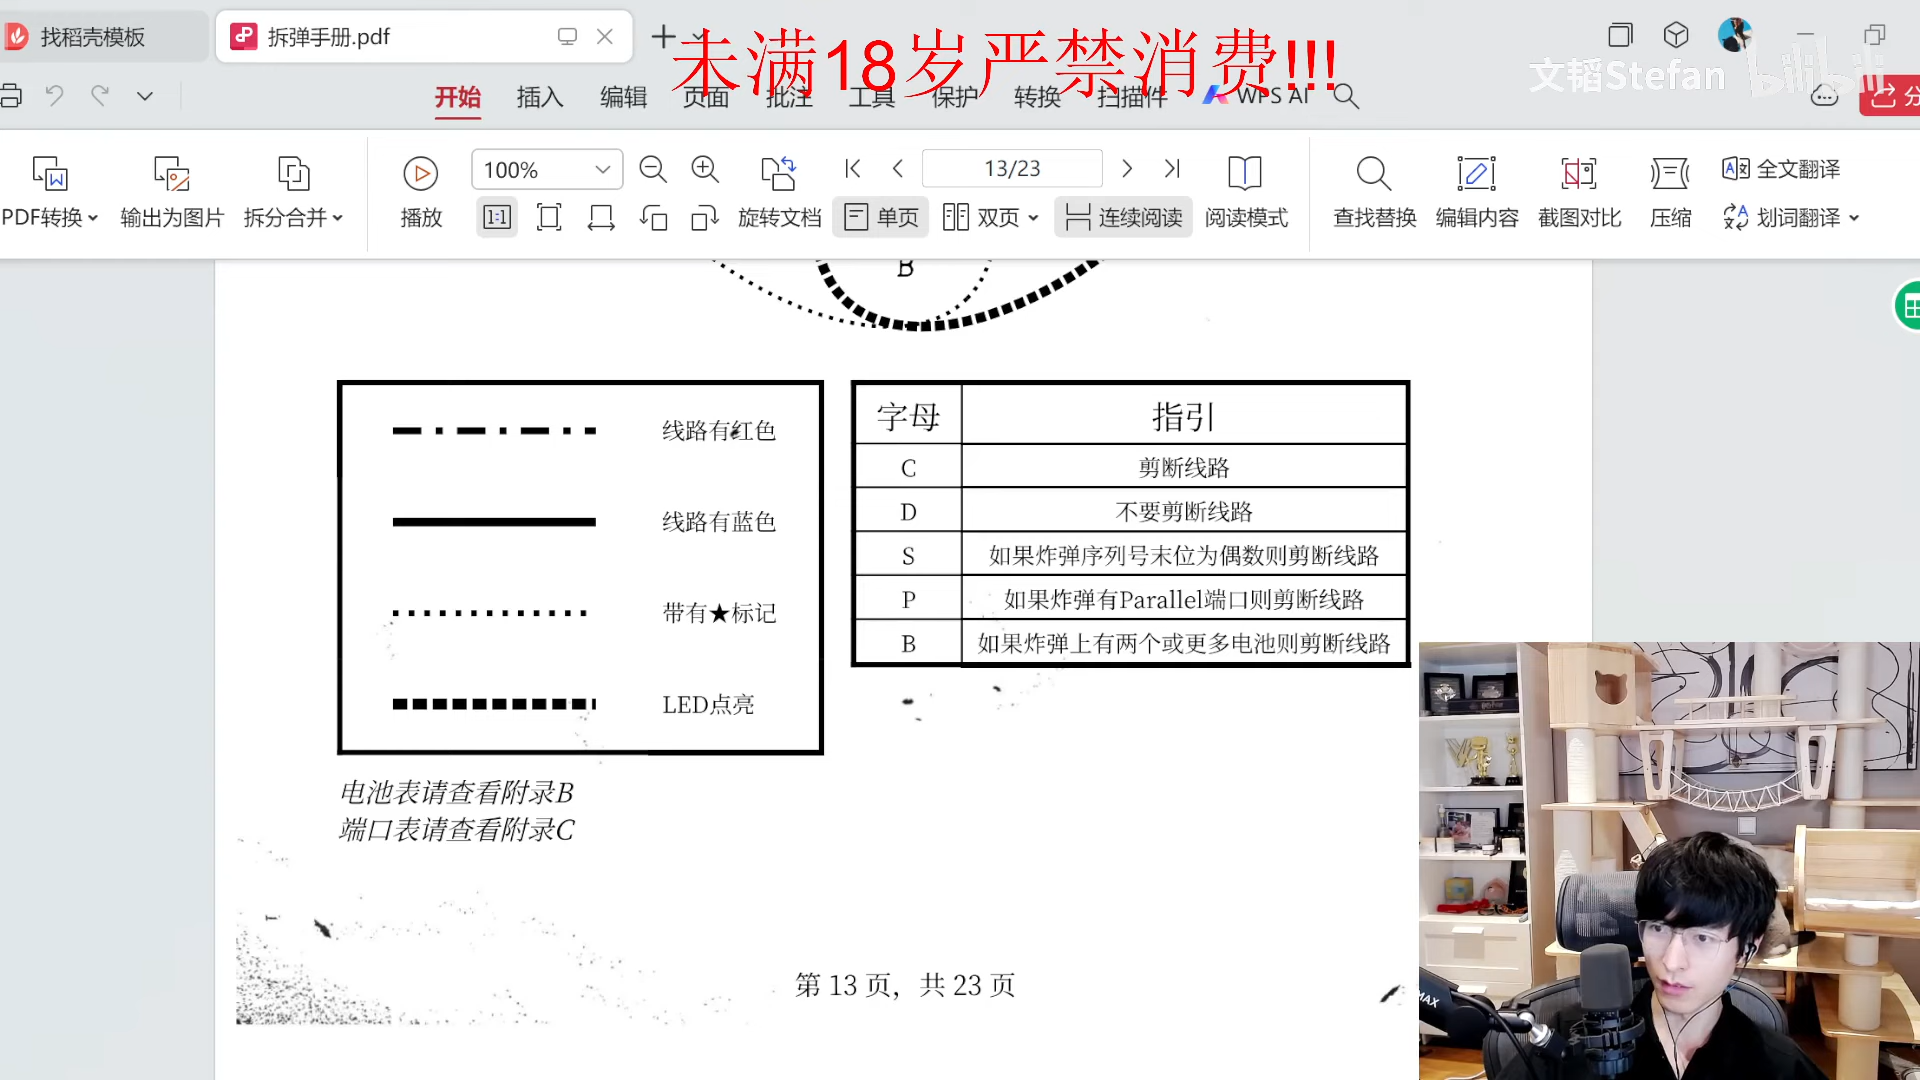 找稻壳模板
拆弹手册.pdf
未满18岁严禁消费!!!
文韬Stefan
bilibili
开始 插入 编辑 页面 批注 工具 保护 转换 扫描件 WPS AI
分
PDF转换
输出为图片
拆分合并
播放
100%
旋转文档
13/23
单页
双页
连续阅读
阅读模式
查找替换
编辑内容
截图对比
压缩
全文翻译
划词翻译
B
线路有红色
线路有蓝色
带有★标记
LED点亮
字母 指引
C 剪断线路
D 不要剪断线路
S 如果炸弹序列号末位为偶数则剪断线路
P 如果炸弹有Parallel端口则剪断线路
B 如果炸弹上有两个或更多电池则剪断线路
电池表请查看附录B
端口表请查看附录C
第 13 页，共 23 页
MAX